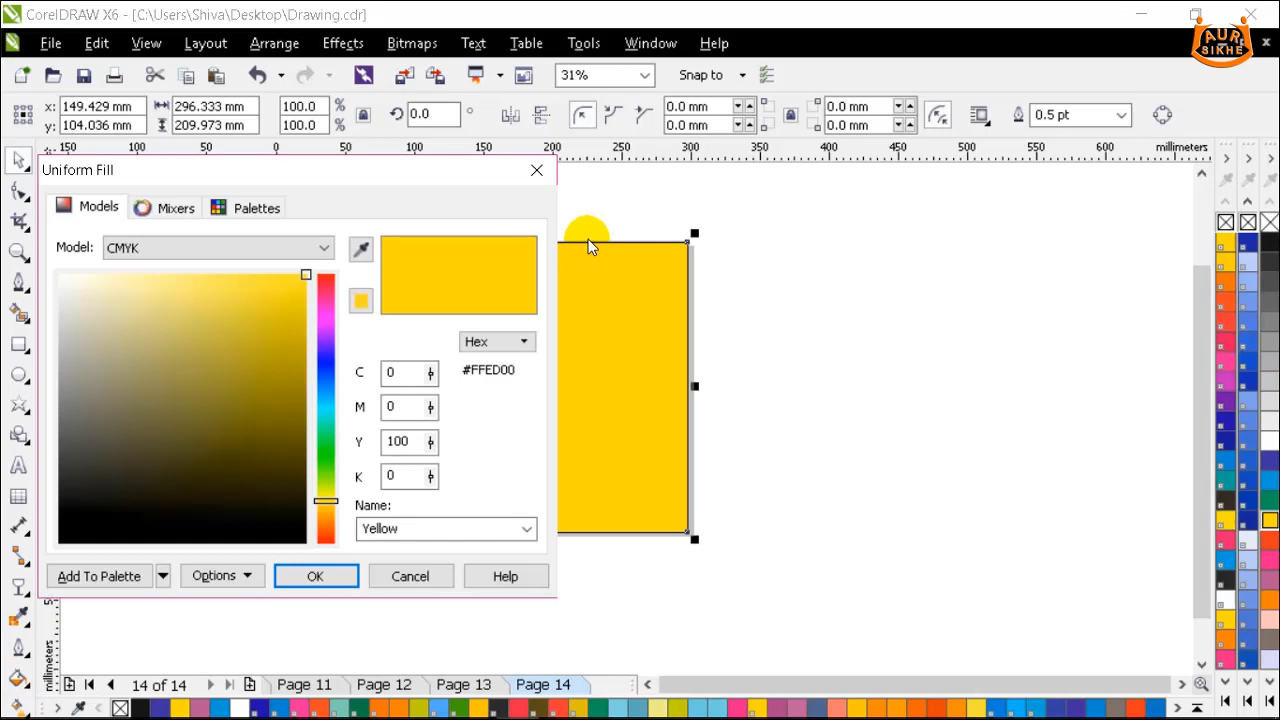 CorelDRAW X6 - [C:\Users\Shiva\Desktop\Drawing.cdr]
AUR
SIKHE
File Edit View Layout Arrange Effects Bitmaps Text Table Tools Window Help
31% Snap to
x: 149.429 mm 296.333 mm 100.0 % 0.0 0.0 mm 0.0 mm 0.5 pt
y: 104.036 mm 209.973 mm 100.0 % 0.0 mm 0.0 mm
150 100 50 0 50 100 150 200 250 300 350 400 450 500 550 600 millimeters
Uniform Fill
Models Mixers Palettes
Model: CMYK
Hex
C 0 #FFED00
M 0
Y 100
K 0
Name:
Yellow
Add To Palette Options OK Cancel Help
millimeters
14 of 14 Page 11 Page 12 Page 13 Page 14